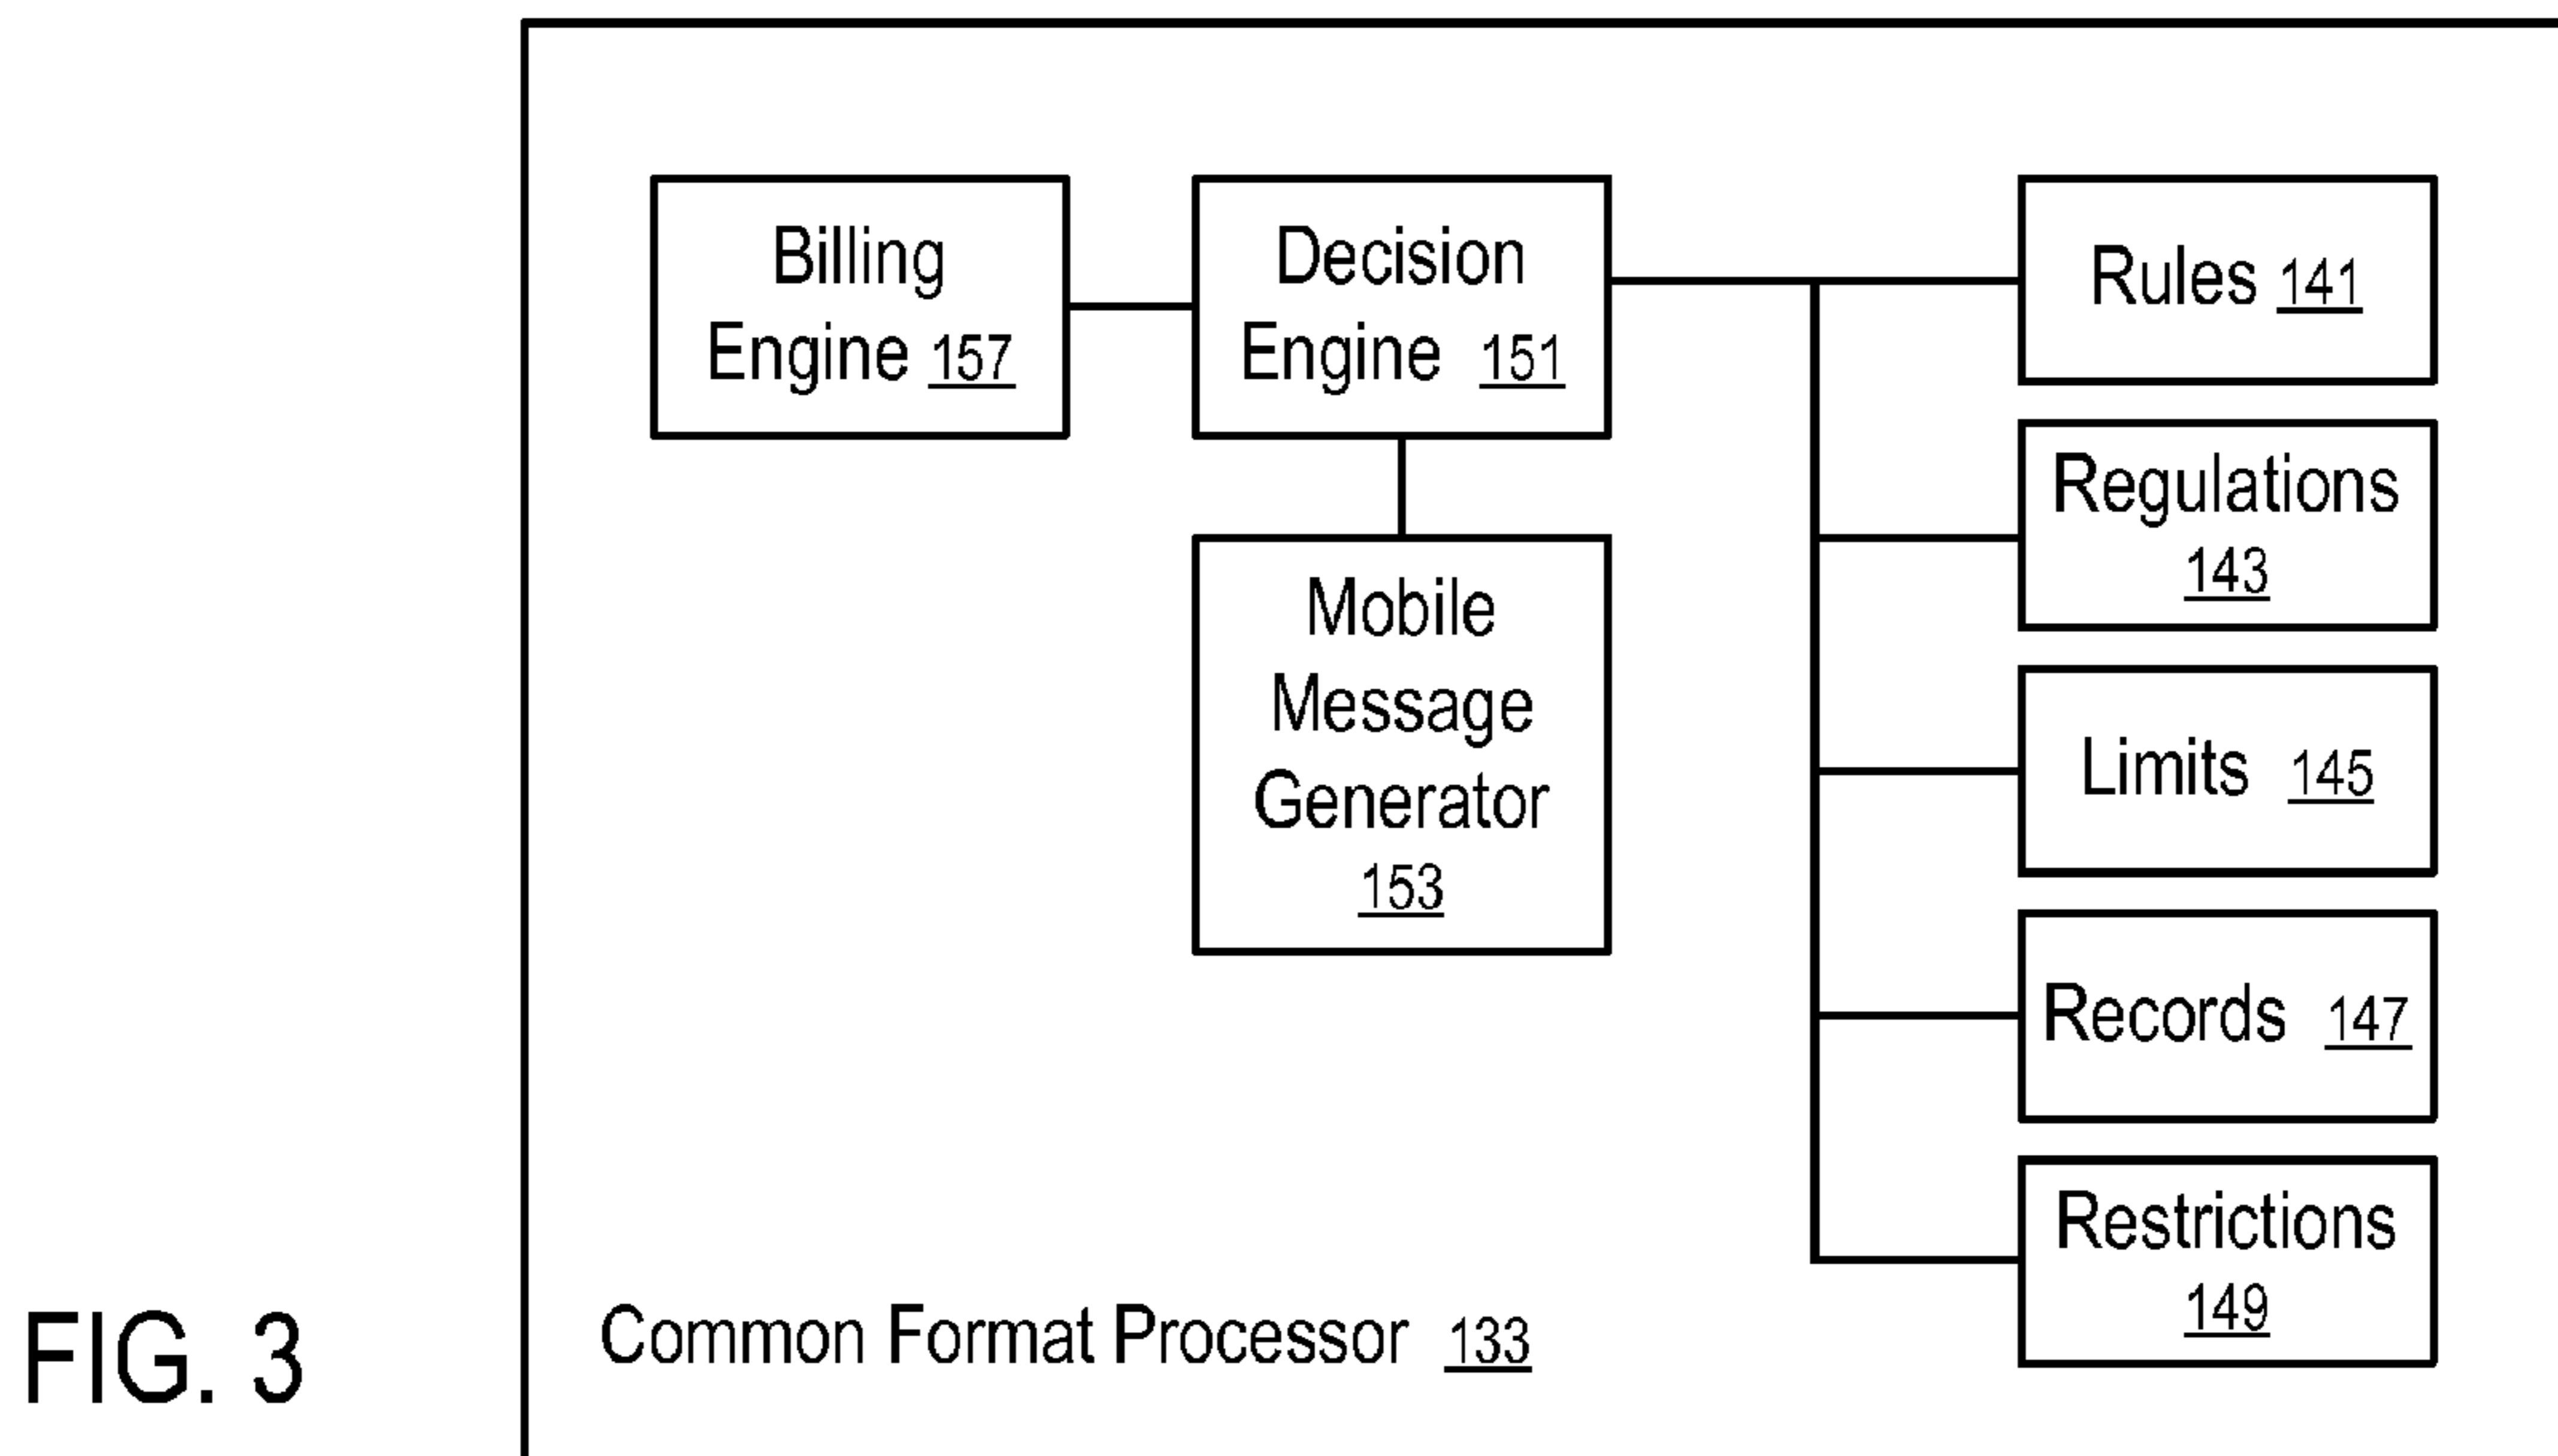 Billing
Engine 157
Decision
Engine 151
Mobile
Message
Generator
153
Rules 141
Regulations
143
Limits 145
Records 147
Restrictions
149
Common Format Processor 133
FIG. 3